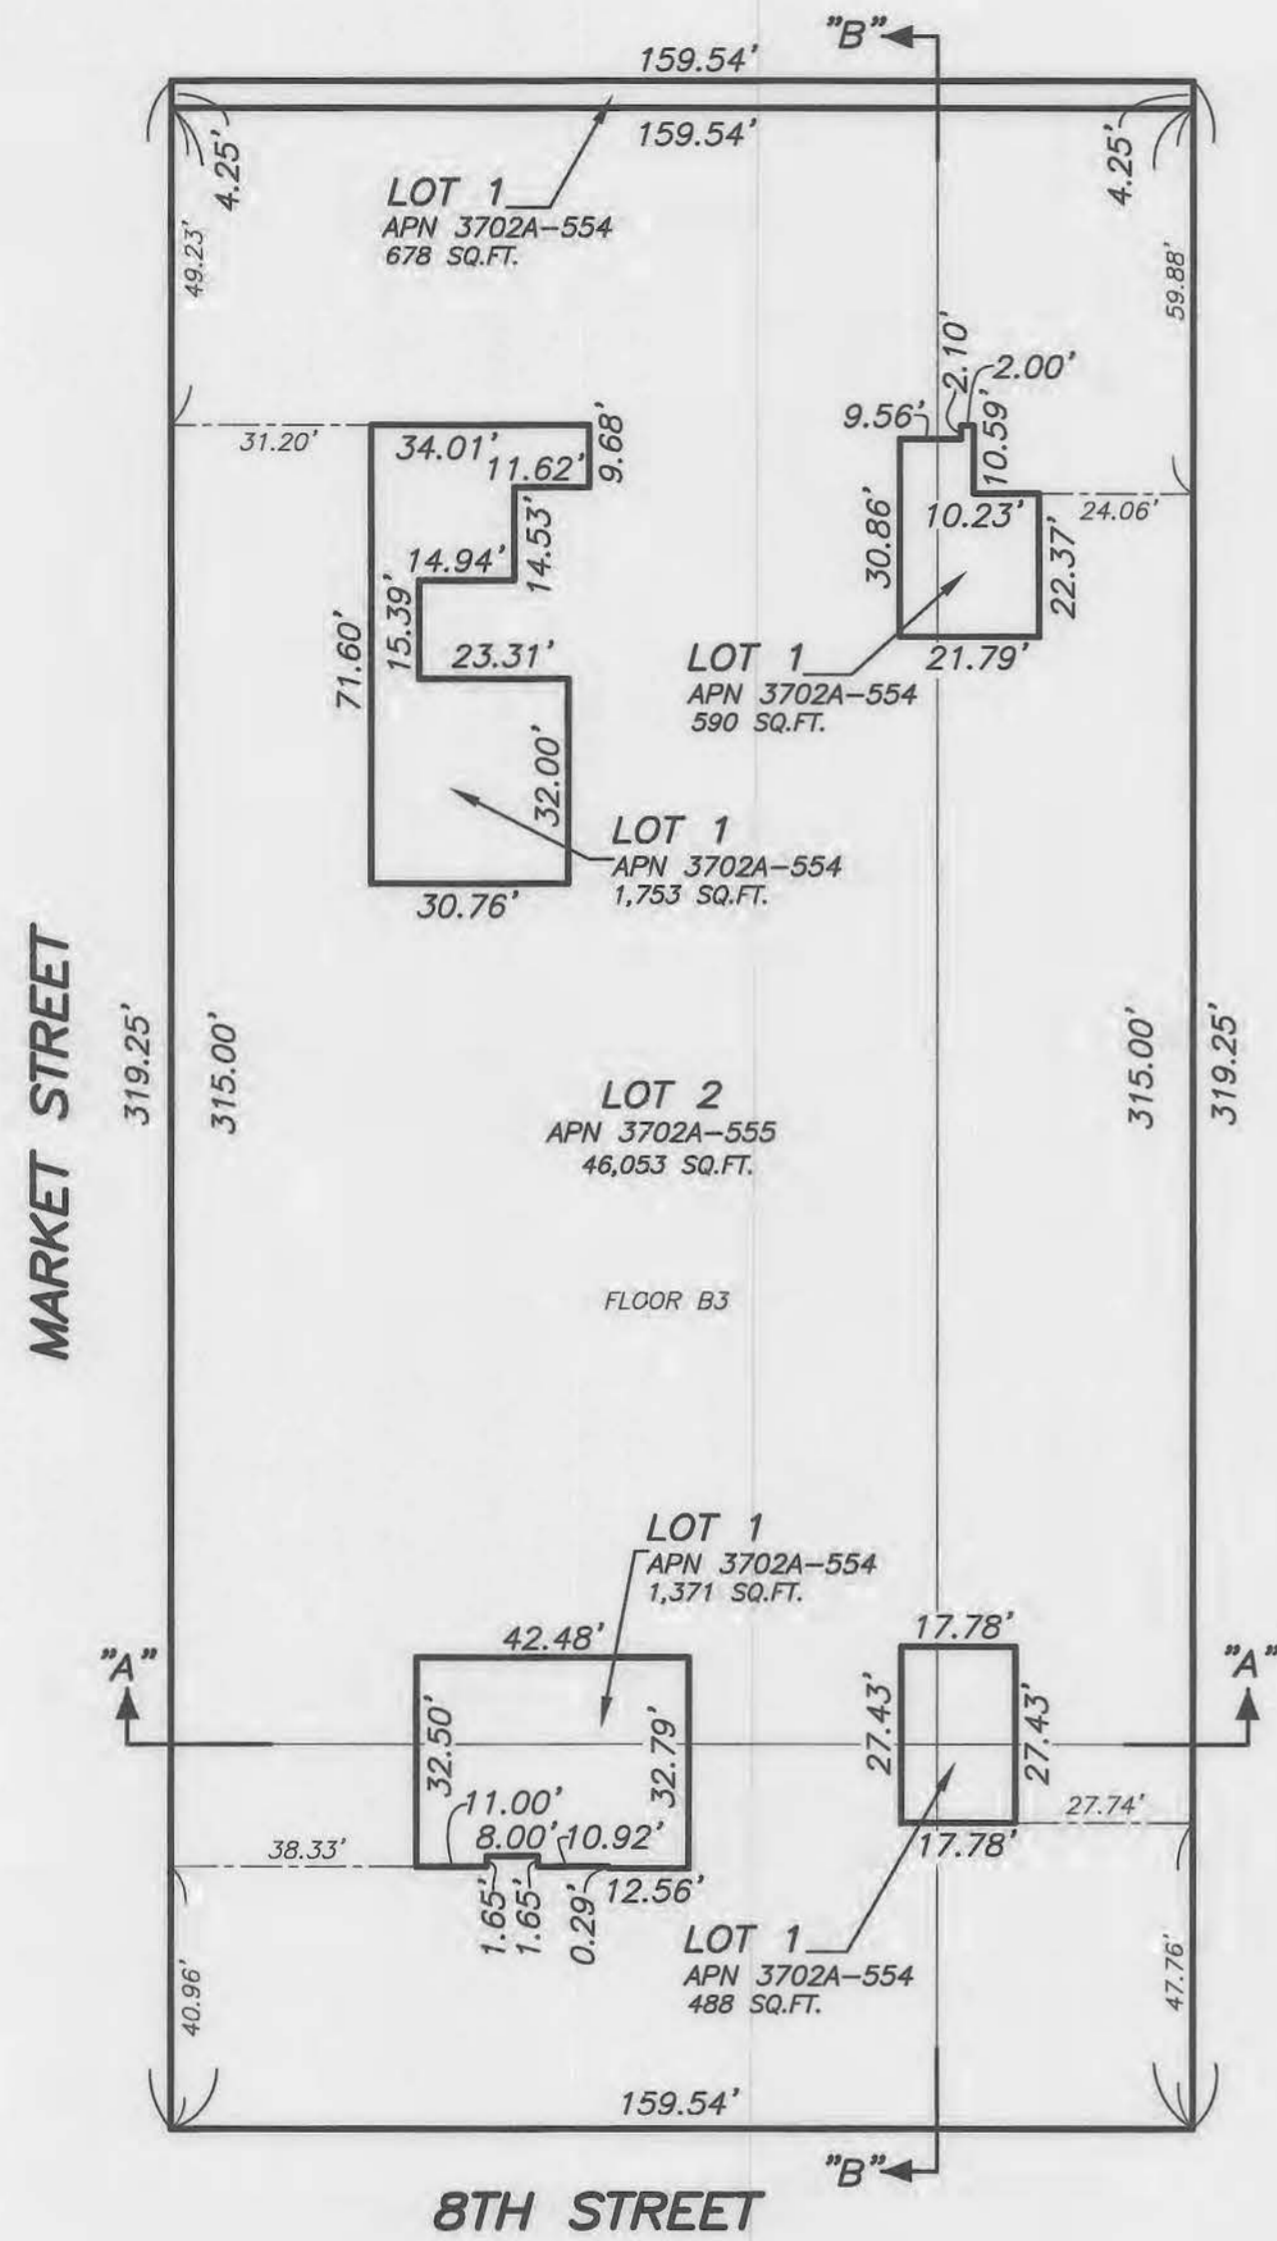 "B"
159.54'
159.54'
4.25'
4.25'
LOT 1
APN 3702A-554
678 SQ.FT.
49.23'
59.88'
2.10'
2.00'
9.56'
10.59'
31.20'
34.01'
9.68'
11.62'
14.53'
30.86'
10.23'
24.06'
14.94'
15.39'
22.37'
71.60'
23.31'
LOT 1
APN 3702A-554
590 SQ.FT.
21.79'
32.00'
LOT 1
APN 3702A-554
1,753 SQ.FT.
30.76'
MARKET STREET
319.25'
315.00'
315.00'
319.25'
LOT 2
APN 3702A-555
46,053 SQ.FT.
FLOOR B3
LOT 1
APN 3702A-554
1,371 SQ.FT.
42.48'
17.78'
"A"
"A"
32.50'
32.79'
27.43'
27.43'
11.00'
8.00'
10.92'
38.33'
27.74'
17.78'
1.65'
1.65'
0.29'
12.56'
LOT 1
APN 3702A-554
488 SQ.FT.
40.96'
47.76'
159.54'
"B"
8TH STREET